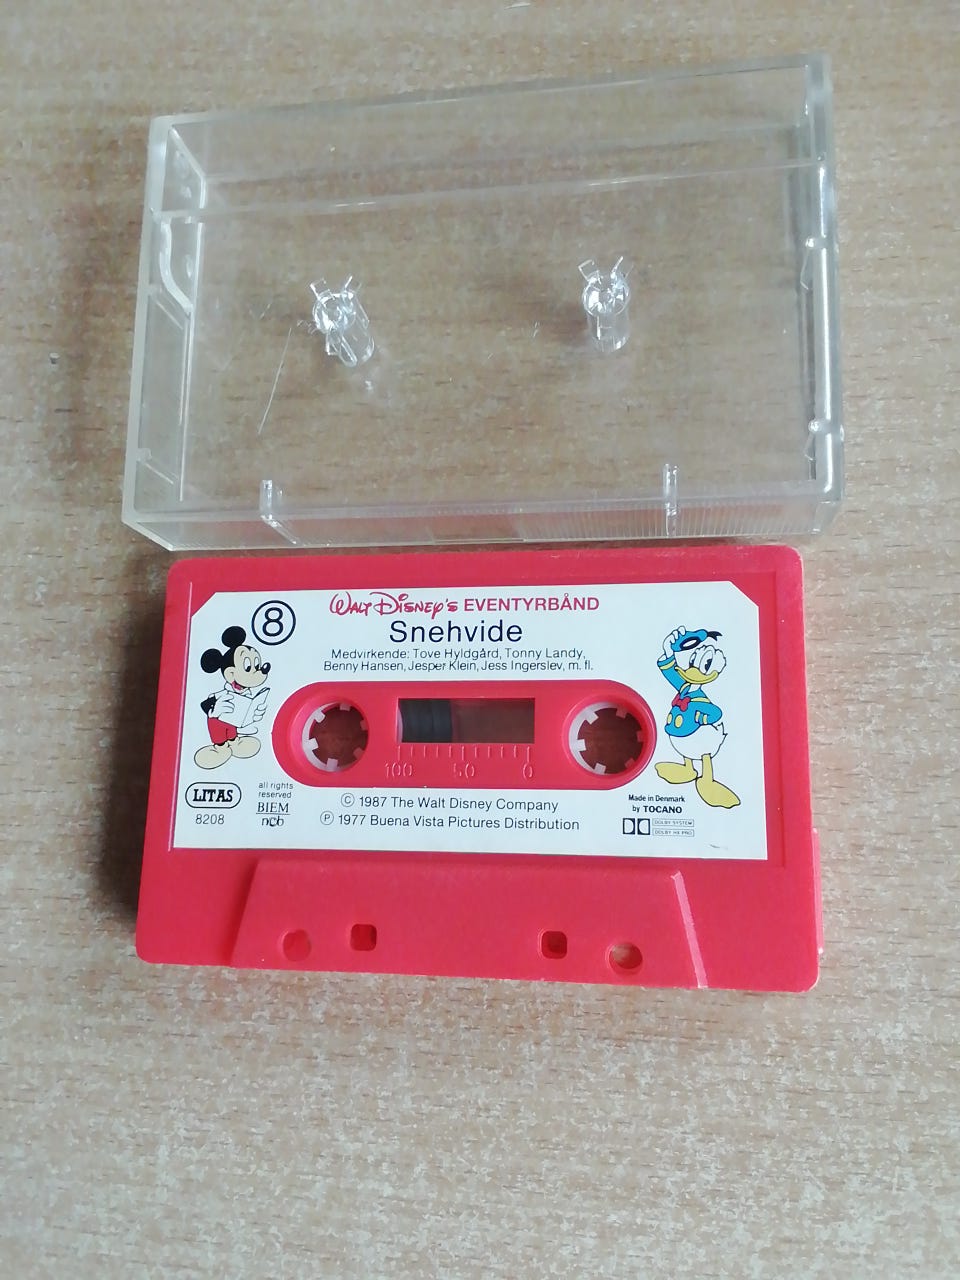 8
Walt Disney's EVENTYRBÅND
Snehvide
Medvirkende: Tove Hyldgård, Tonny Landy,
Benny Hansen, Jesper Klein, Jess Ingerslev, m. fl.
100 50 0
LITAS
8208
all rights
reserved
BIEM
ncb
© 1987 The Walt Disney Company
℗ 1977 Buena Vista Pictures Distribution
Made in Denmark
by TOCANO
DOLBY SYSTEM
DOLBY HX PRO